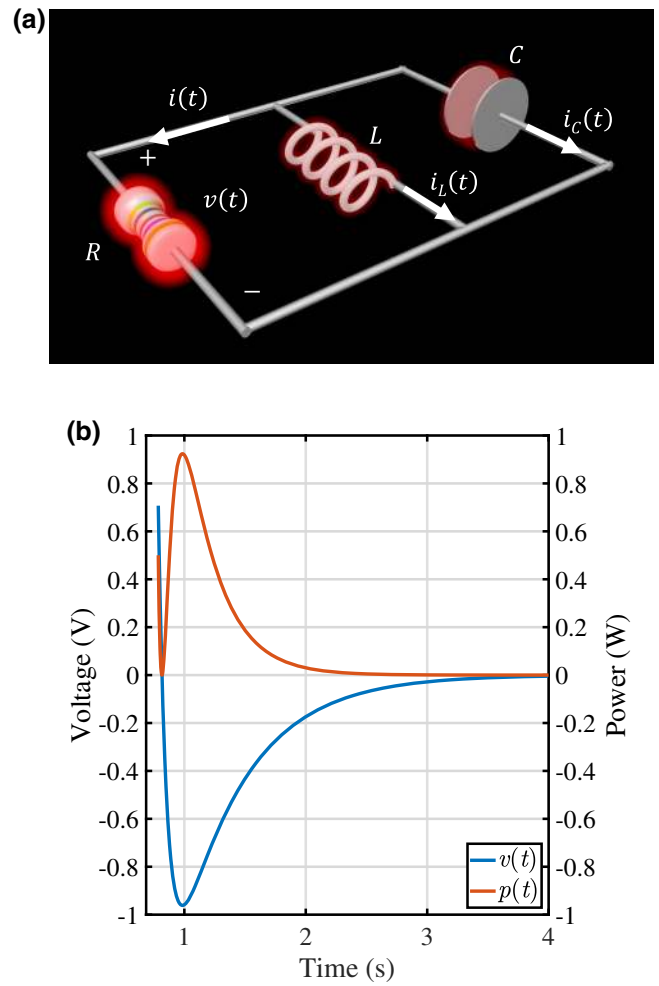 (a)
C
i(t)
i_C(t)
+
L
v(t)
i_L(t)
R
−
(b)
1 1
0.8 0.8
0.6 0.6
0.4 0.4
0.2 0.2
0 0
-0.2 -0.2
-0.4 -0.4
-0.6 -0.6
-0.8 -0.8
-1 -1
Voltage (V)
Power (W)
v(t)
p(t)
1 2 3 4
Time (s)